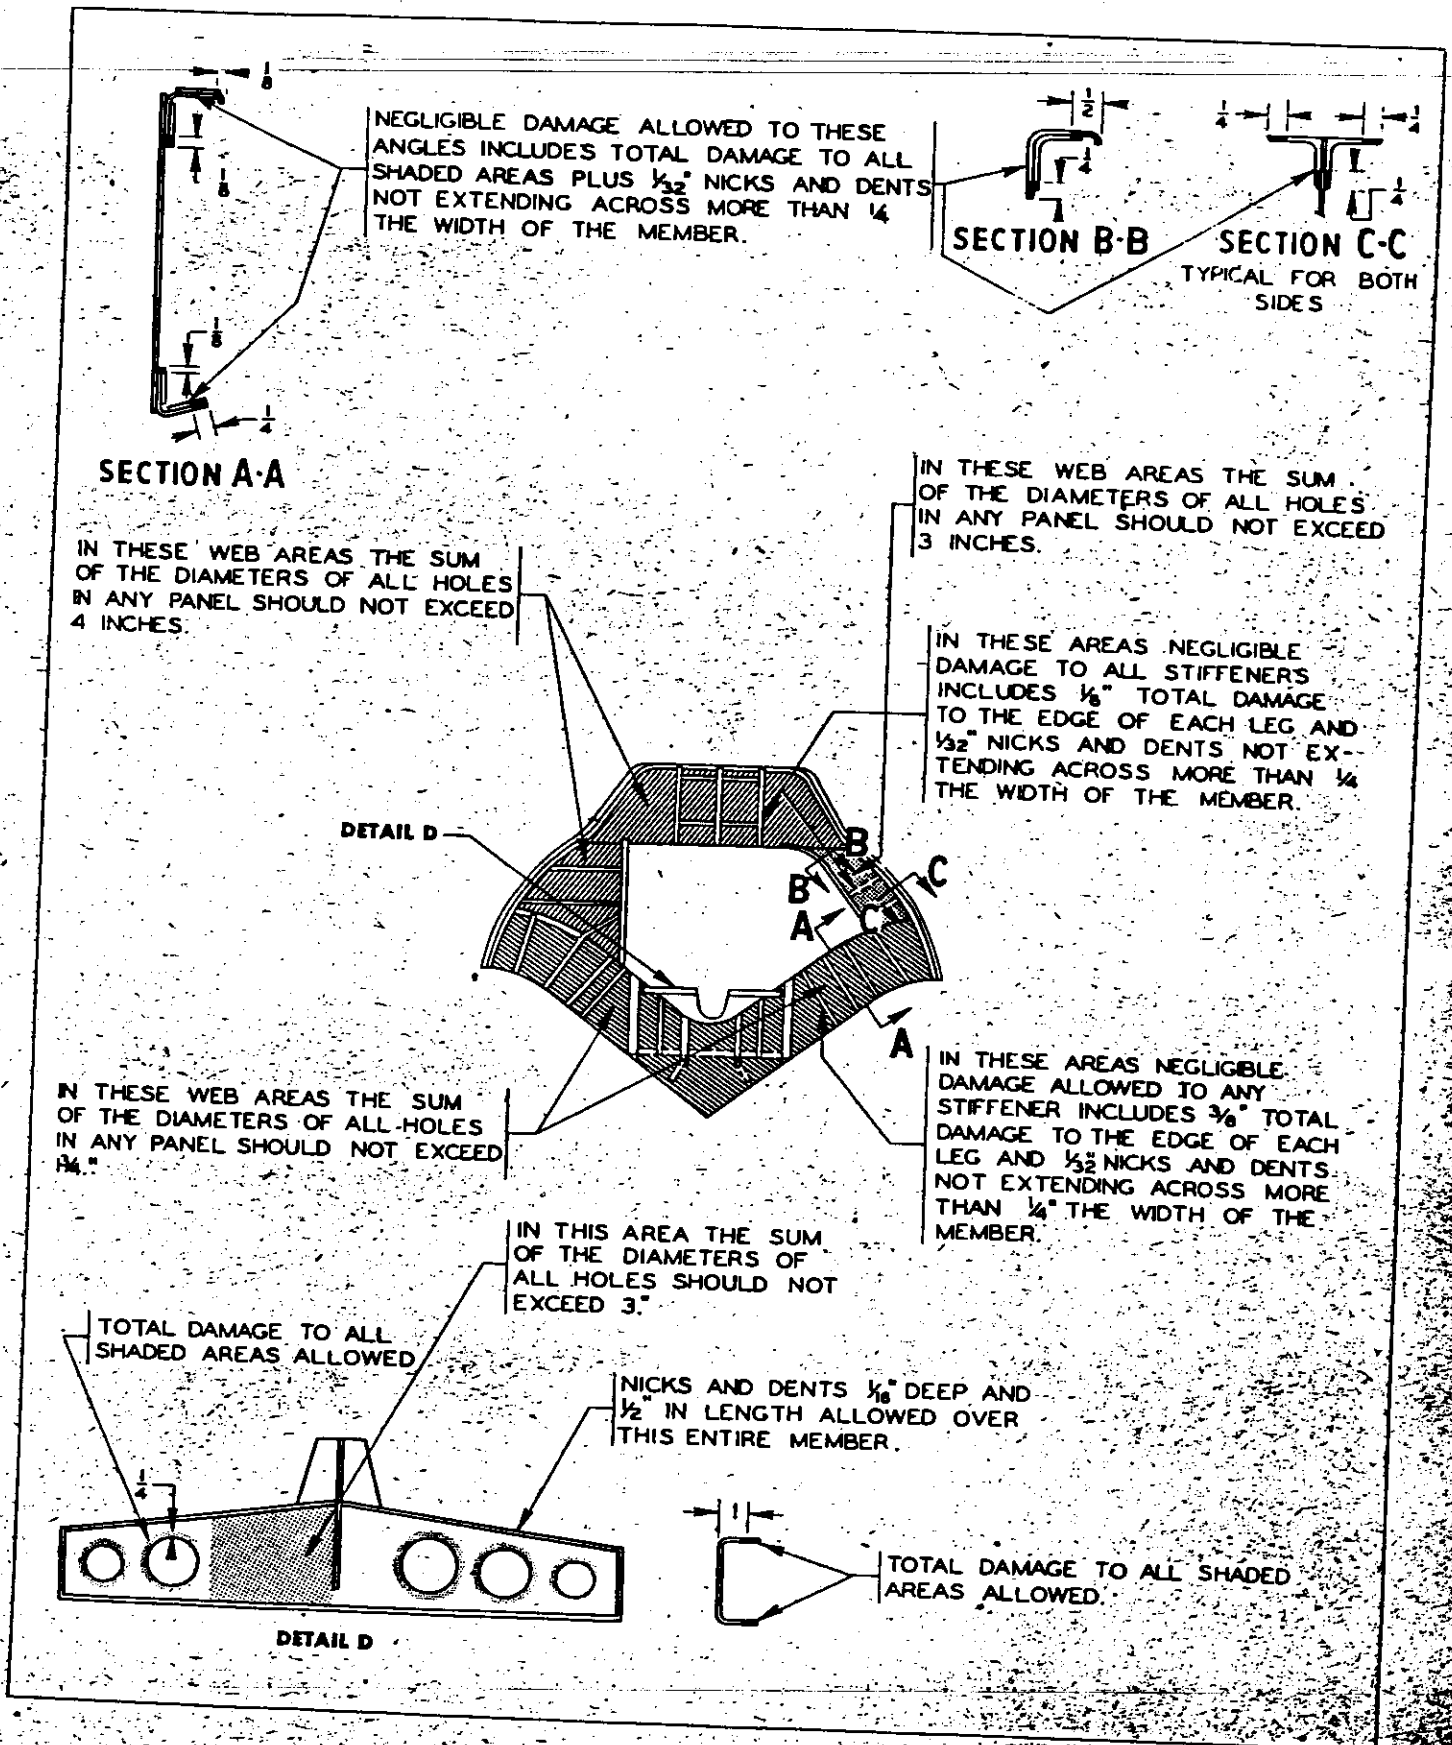 1/8
NEGLIGIBLE DAMAGE ALLOWED TO THESE
ANGLES INCLUDES TOTAL DAMAGE TO ALL
SHADED AREAS PLUS 1/32" NICKS AND DENTS
NOT EXTENDING ACROSS MORE THAN 1/4
THE WIDTH OF THE MEMBER.
1/8
1/8
1/4
SECTION A-A
1/2
1/4
SECTION B-B
1/4
1/4
1/4
SECTION C-C
TYPICAL FOR BOTH
SIDES
IN THESE WEB AREAS THE SUM
OF THE DIAMETERS OF ALL HOLES
IN ANY PANEL SHOULD NOT EXCEED
3 INCHES.
IN THESE WEB AREAS THE SUM
OF THE DIAMETERS OF ALL HOLES
IN ANY PANEL SHOULD NOT EXCEED
4 INCHES.
IN THESE AREAS NEGLIGIBLE
DAMAGE TO ALL STIFFENERS
INCLUDES 1/8" TOTAL DAMAGE
TO THE EDGE OF EACH LEG AND
1/32" NICKS AND DENTS NOT EX-
TENDING ACROSS MORE THAN 1/4
THE WIDTH OF THE MEMBER.
DETAIL D
B
B
C
C
A
A
IN THESE WEB AREAS THE SUM
OF THE DIAMETERS OF ALL HOLES
IN ANY PANEL SHOULD NOT EXCEED
IN THESE AREAS NEGLIGIBLE
DAMAGE ALLOWED TO ANY
STIFFENER INCLUDES 3/8" TOTAL
DAMAGE TO THE EDGE OF EACH
LEG AND 1/32" NICKS AND DENTS
NOT EXTENDING ACROSS MORE
THAN 1/4" THE WIDTH OF THE
MEMBER.
IN THIS AREA THE SUM
OF THE DIAMETERS OF
ALL HOLES SHOULD NOT
EXCEED 3."
TOTAL DAMAGE TO ALL
SHADED AREAS ALLOWED
NICKS AND DENTS 1/16" DEEP AND
1/2" IN LENGTH ALLOWED OVER
THIS ENTIRE MEMBER.
1/4
DETAIL D
1
TOTAL DAMAGE TO ALL SHADED
AREAS ALLOWED.